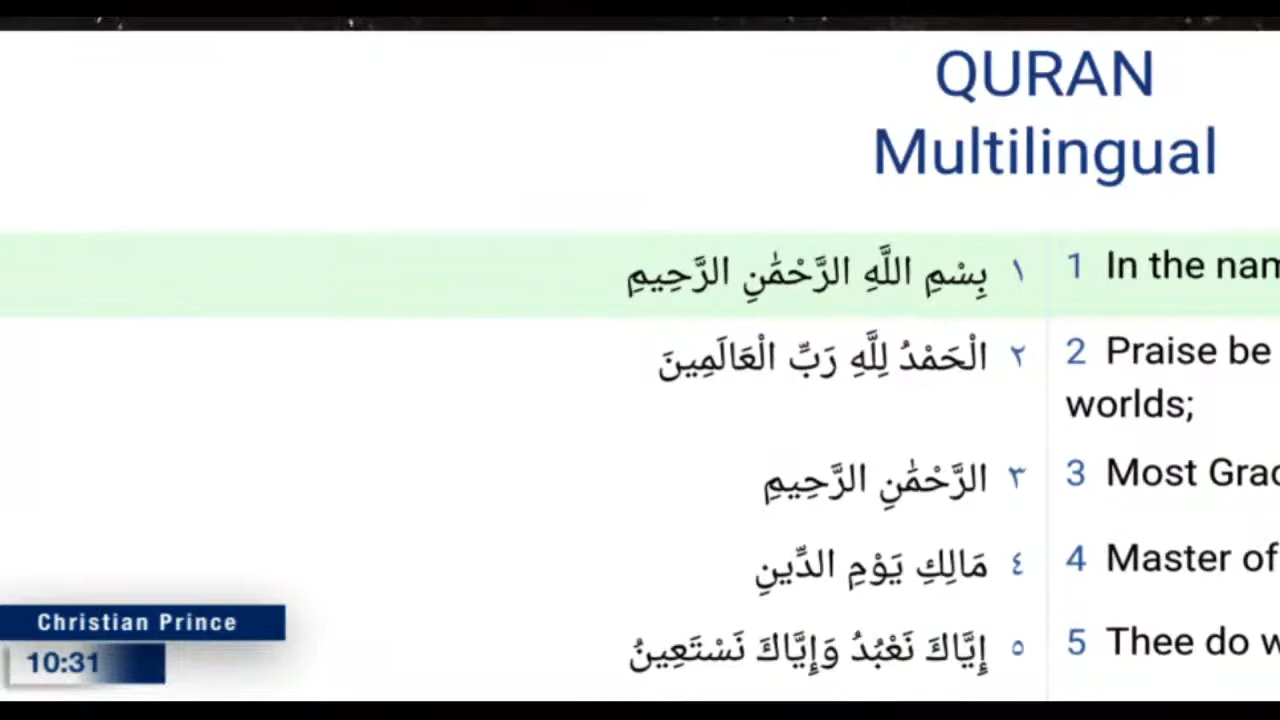 QURAN
Multilingual
١ بِسْمِ اللَّهِ الرَّحْمَٰنِ الرَّحِيمِ
1 In the
٢ الْحَمْدُ لِلَّهِ رَبِّ الْعَالَمِينَ
2 Praise be
worlds;
٣ الرَّحْمَٰنِ الرَّحِيمِ
3 Most
٤ مَالِكِ يَوْمِ الدِّينِ
4 Master of
٥ إِيَّاكَ نَعْبُدُ وَإِيَّاكَ نَسْتَعِينُ
5 Thee do
Christian Prince
10:31